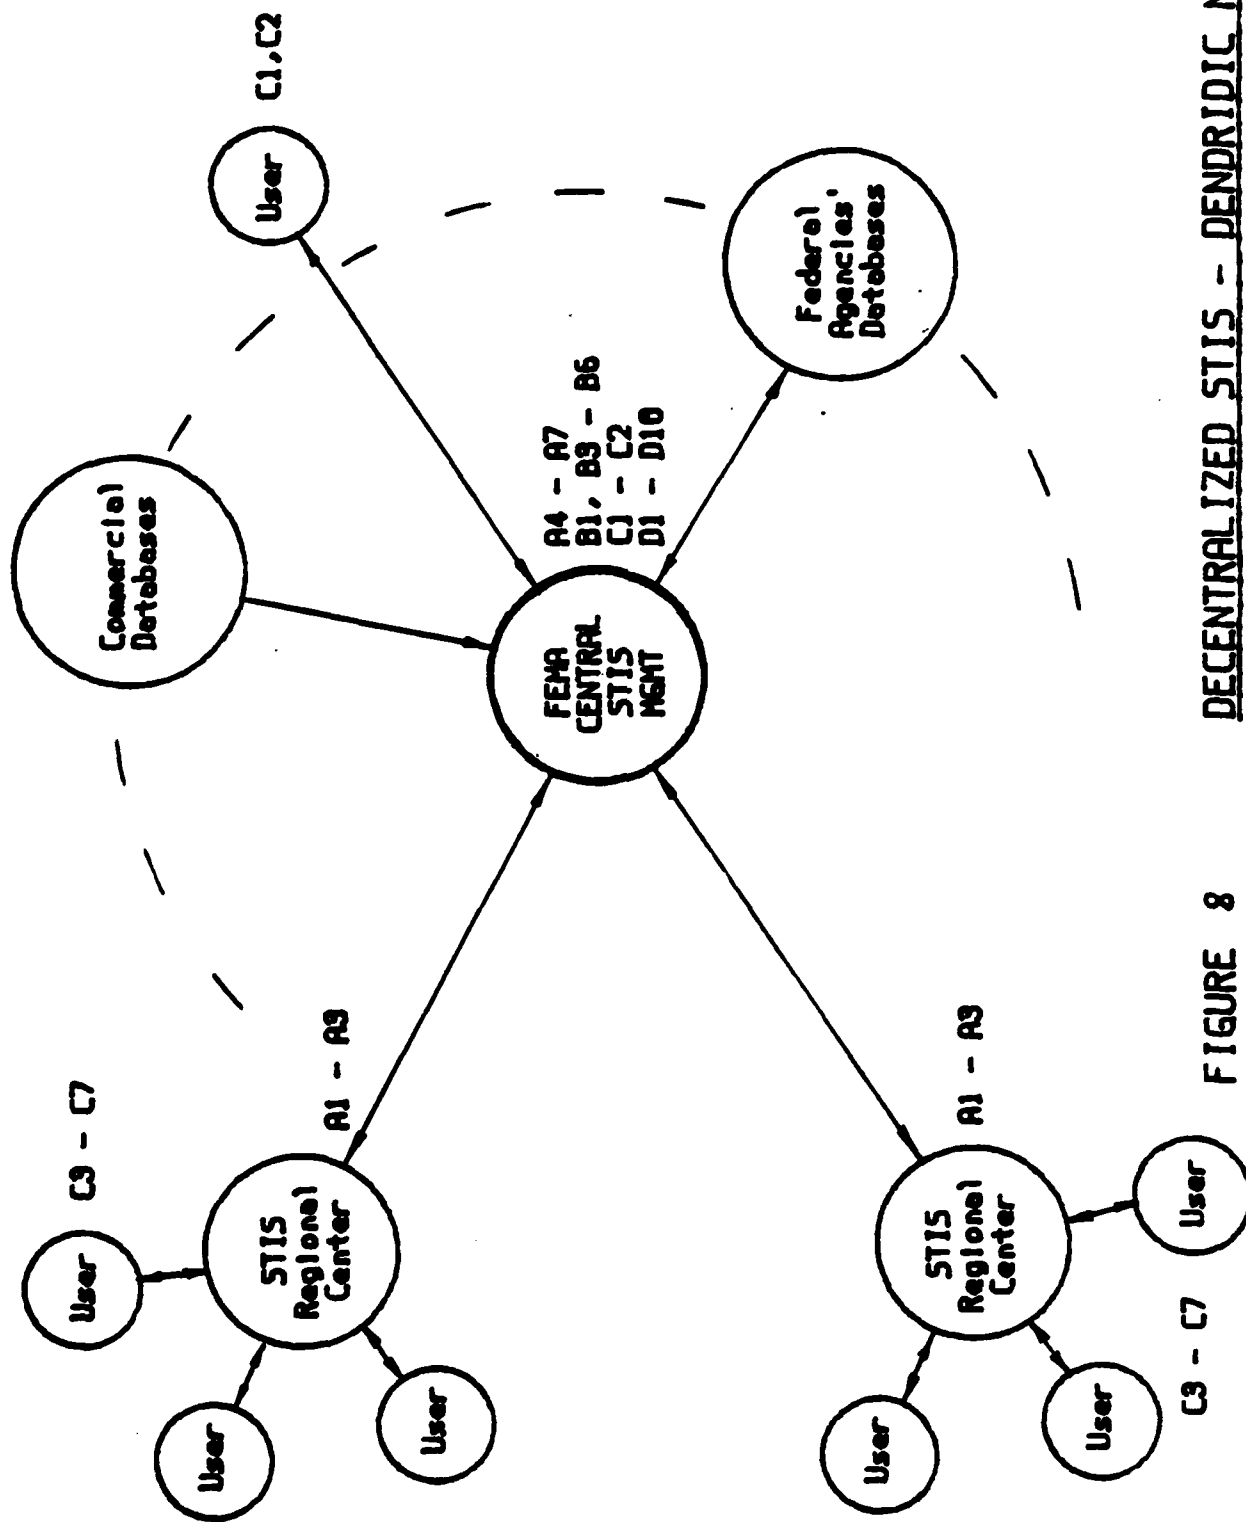 User
C3 - C7
Commercial
Databases
User
User
C1,C2
STIS
Regional
Center
A1 - A3
User
FEMA
CENTRAL
STIS
MGMT
A4 - A7
B1, B3 - B6
C1 - C2
D1 - D10
Federal
Agencies'
Databases
User
STIS
Regional
Center
A1 - A3
User
C3 - C7
User
FIGURE 8
DECENTRALIZED STIS - DENDRIDIC